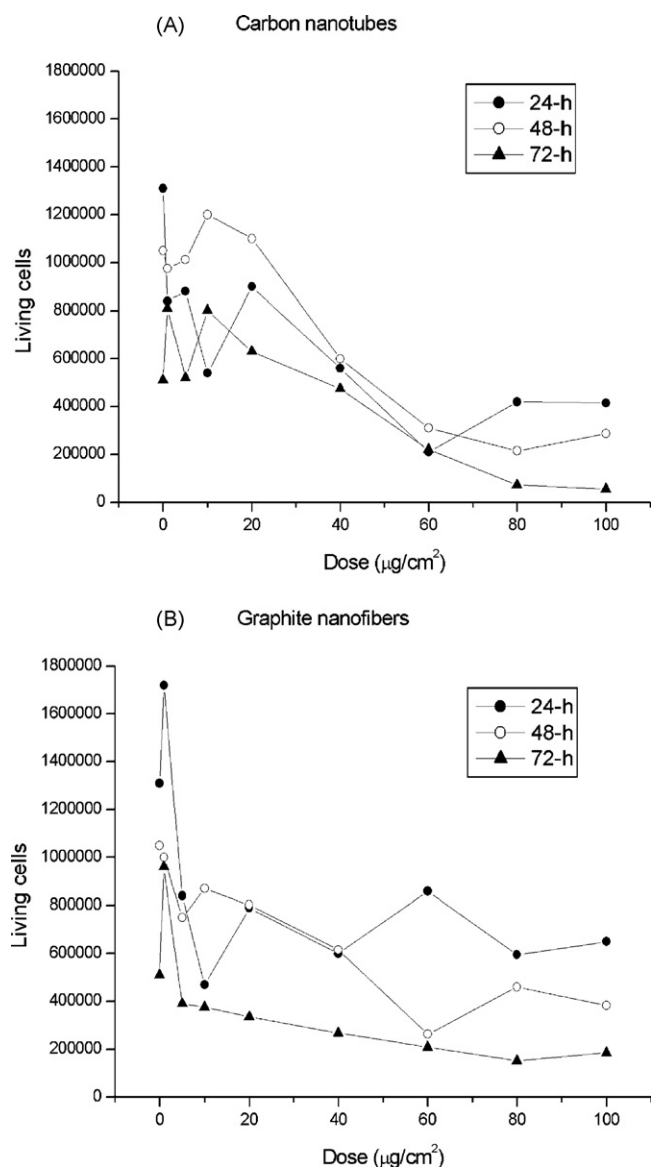 (A) Carbon nanotubes
1800000
1600000
1400000
1200000
1000000
800000
600000
400000
200000
0
Living cells
24-h
48-h
72-h
0 20 40 60 80 100
Dose (μg/cm²)
(B) Graphite nanofibers
1800000
1600000
1400000
1200000
1000000
800000
600000
400000
200000
0
Living cells
24-h
48-h
72-h
0 20 40 60 80 100
Dose (μg/cm²)